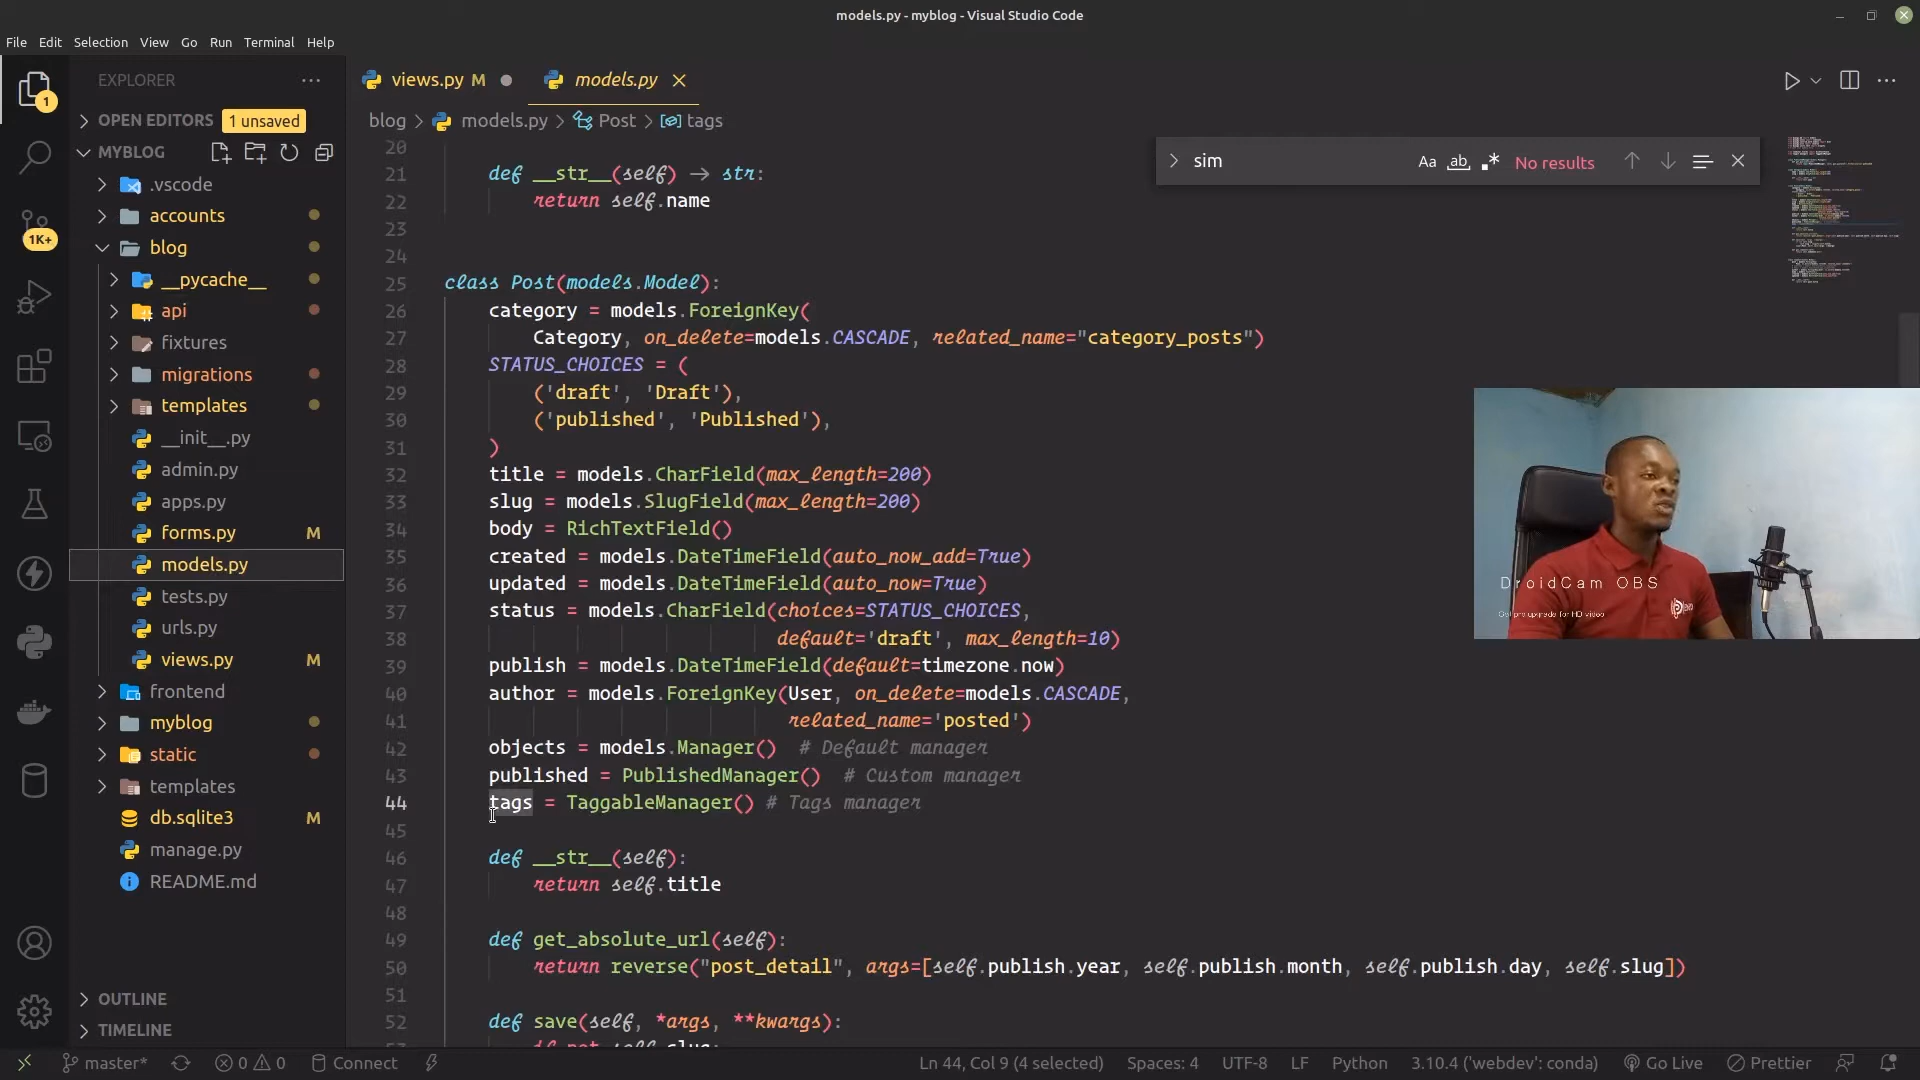 models.py - myblog - Visual Studio Code
File Edit Selection View Go Run Terminal Help
EXPLORER
OPEN EDITORS 1 unsaved
MYBLOG
.vscode
accounts
blog
__pycache__
api
fixtures
migrations
templates
__init__.py
admin.py
apps.py
forms.py M
models.py
tests.py
urls.py
views.py M
frontend
myblog
static
templates
db.sqlite3 M
manage.py
README.md
OUTLINE
TIMELINE
1
1K+
views.py M
models.py
blog > models.py > Post > tags
sim Aa ab No results
20
21 def __str__(self) → str:
22 return self.name
23
24
25 class Post(models.Model):
26 category = models.ForeignKey(
27 Category, on_delete=models.CASCADE, related_name="category_posts")
28 STATUS_CHOICES = (
29 ('draft', 'Draft'),
30 ('published', 'Published'),
31 )
32 title = models.CharField(max_length=200)
33 slug = models.SlugField(max_length=200)
34 body = RichTextField()
35 created = models.DateTimeField(auto_now_add=True)
36 updated = models.DateTimeField(auto_now=True)
37 status = models.CharField(choices=STATUS_CHOICES,
38 default='draft', max_length=10)
39 publish = models.DateTimeField(default=timezone.now)
40 author = models.ForeignKey(User, on_delete=models.CASCADE,
41 related_name='posted')
42 objects = models.Manager() # Default manager
43 published = PublishedManager() # Custom manager
44 tags = TaggableManager() # Tags manager
45
46 def __str__(self):
47 return self.title
48
49 def get_absolute_url(self):
50 return reverse("post_detail", args=[self.publish.year, self.publish.month, self.publish.day, self.slug])
51
52 def save(self, *args, **kwargs):
DroidCam OBS
Get pro upgrade for HD video
master* 0 0 Connect
Ln 44, Col 9 (4 selected) Spaces: 4 UTF-8 LF Python 3.10.4 ('webdev': conda) Go Live Prettier